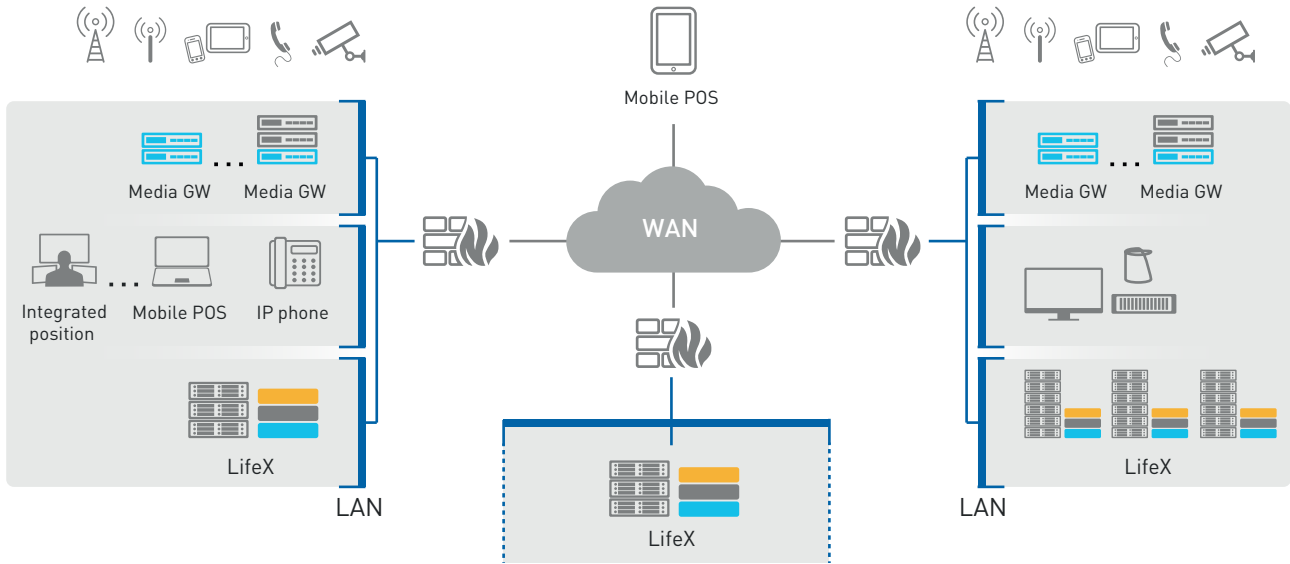 Mobile POS
Media GW
Media GW
Media GW
Media GW
WAN
Integrated
position
Mobile POS
IP phone
LifeX
LifeX
LAN
LAN
LifeX